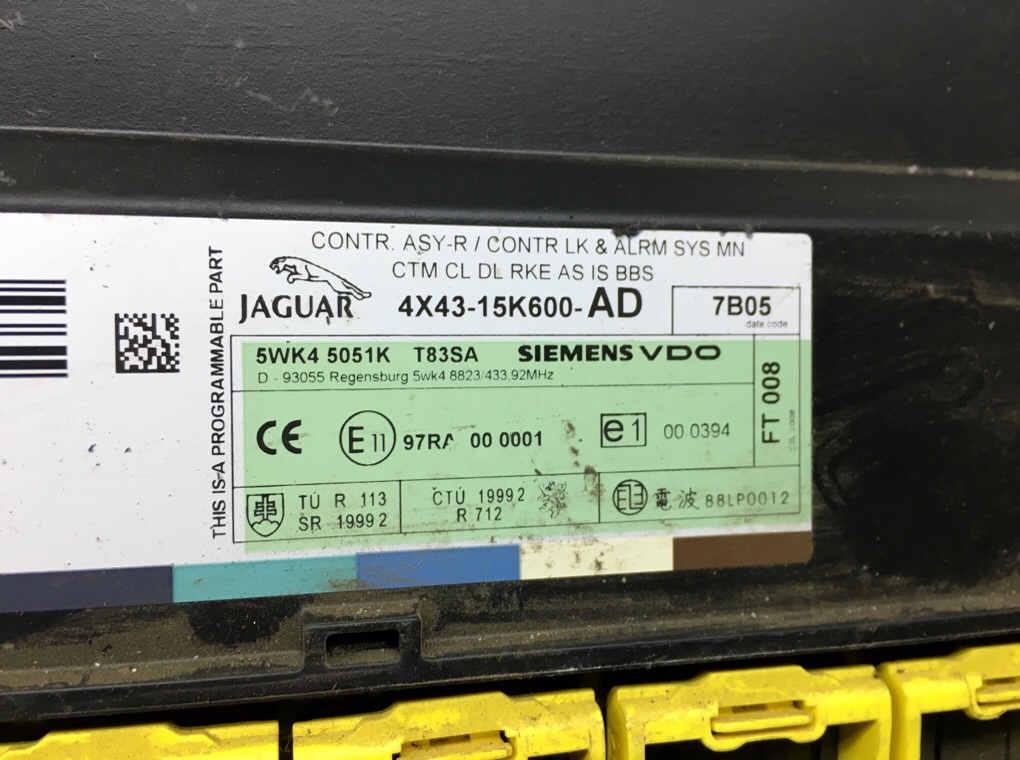 CONTR. ASY-R / CONTR LK & ALRM SYS MN
CTM CL DL RKE AS IS BBS
JAGUAR 4X43-15K600-AD
7B05
date code
THIS IS A PROGRAMMABLE PART
5WK4 5051K T83SA SIEMENS VDO
D - 93055 Regensburg 5wk4 8823/433,92MHz
FT 008
CE E11 97RA 00 0001 e1 00 0394
TÚ R 113
SR 1999 2
ČTÚ 1999 2
R 712
電波 88LP0012